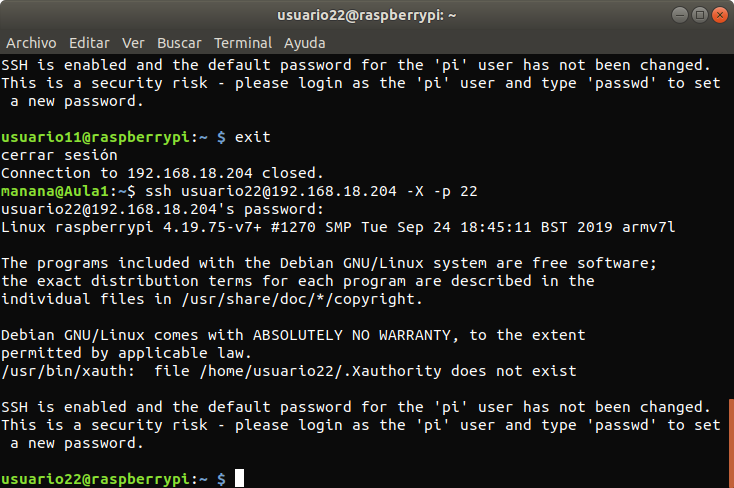 usuario22@raspberrypi: ~
Archivo Editar Ver Buscar Terminal Ayuda
SSH is enabled and the default password for the 'pi' user has not been changed.
This is a security risk - please login as the 'pi' user and type 'passwd' to set
 a new password.
usuario11@raspberrypi:~ $ exit
cerrar sesión
Connection to 192.168.18.204 closed.
manana@Aula1:~$ ssh usuario22@192.168.18.204 -X -p 22
usuario22@192.168.18.204's password:
Linux raspberrypi 4.19.75-v7+ #1270 SMP Tue Sep 24 18:45:11 BST 2019 armv7l
The programs included with the Debian GNU/Linux system are free software;
the exact distribution terms for each program are described in the
individual files in /usr/share/doc/*/copyright.
Debian GNU/Linux comes with ABSOLUTELY NO WARRANTY, to the extent
permitted by applicable law.
/usr/bin/xauth:  file /home/usuario22/.Xauthority does not exist
SSH is enabled and the default password for the 'pi' user has not been changed.
This is a security risk - please login as the 'pi' user and type 'passwd' to set
 a new password.
usuario22@raspberrypi:~ $